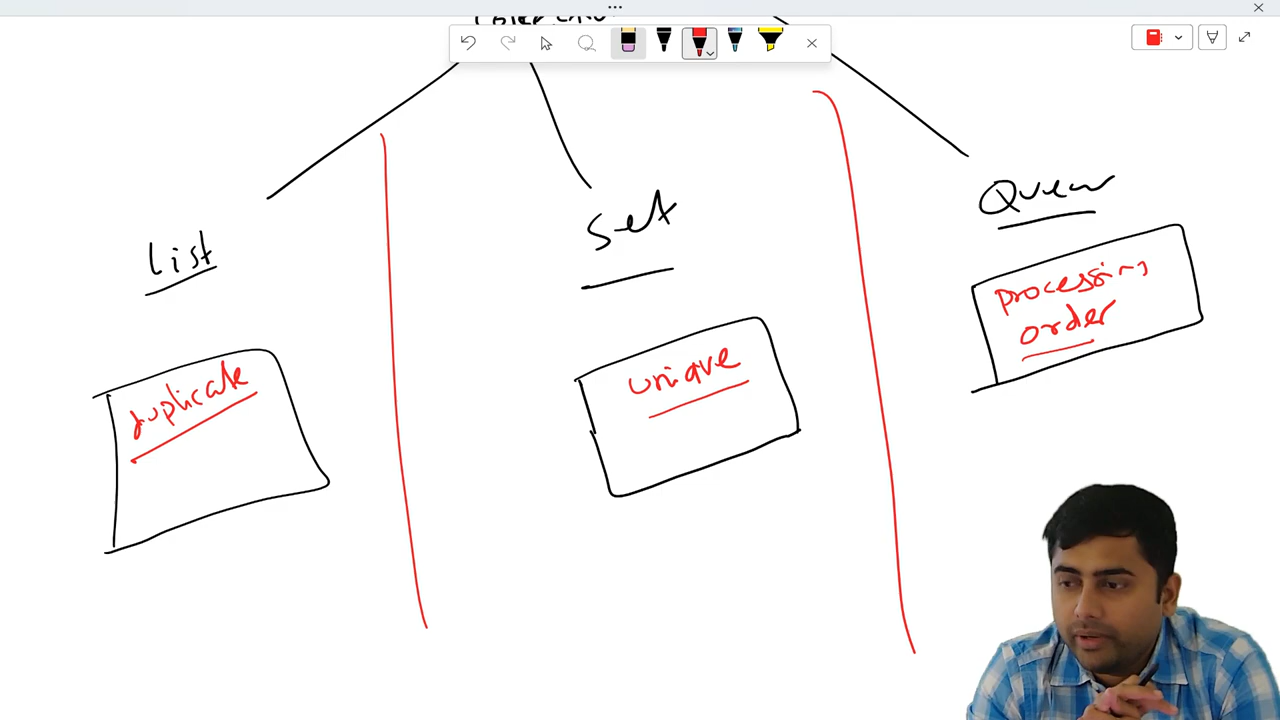 List
Set
Queue
duplicate
unique
processing
order